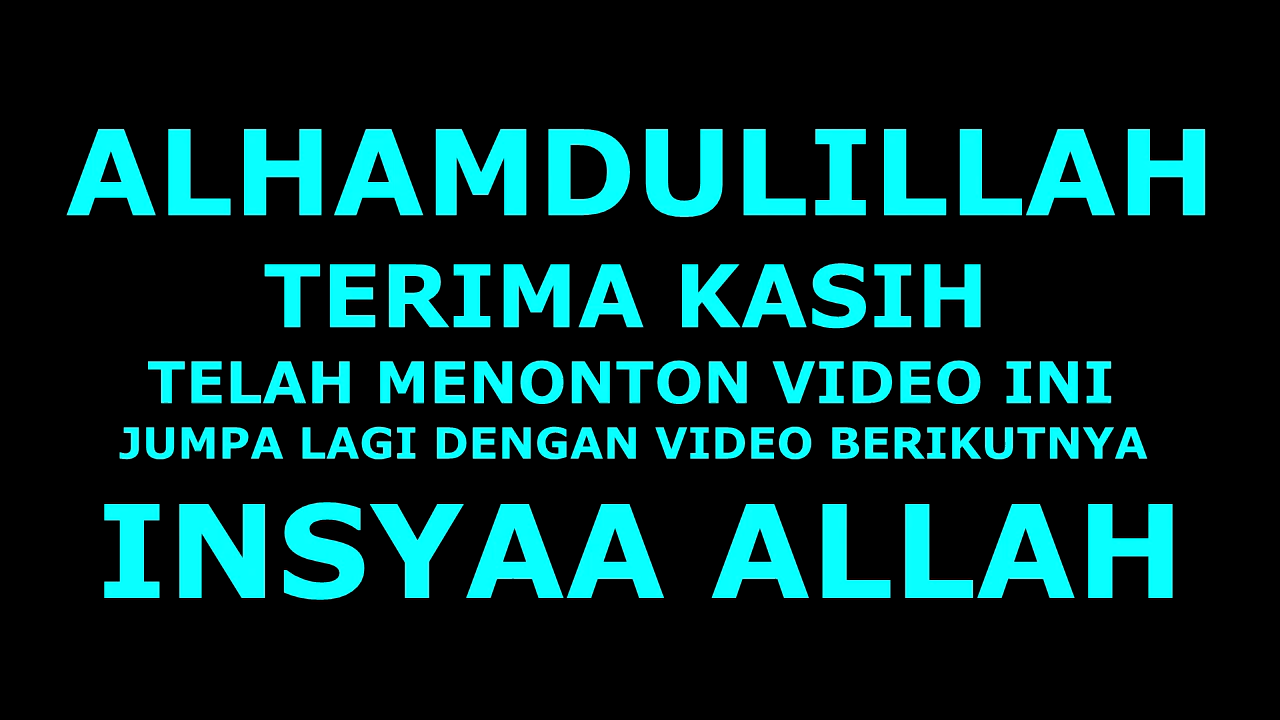 ALHAMDULILLAH
TERIMA KASIH
TELAH MENONTON VIDEO INI
JUMPA LAGI DENGAN VIDEO BERIKUTNYA
INSYAA ALLAH